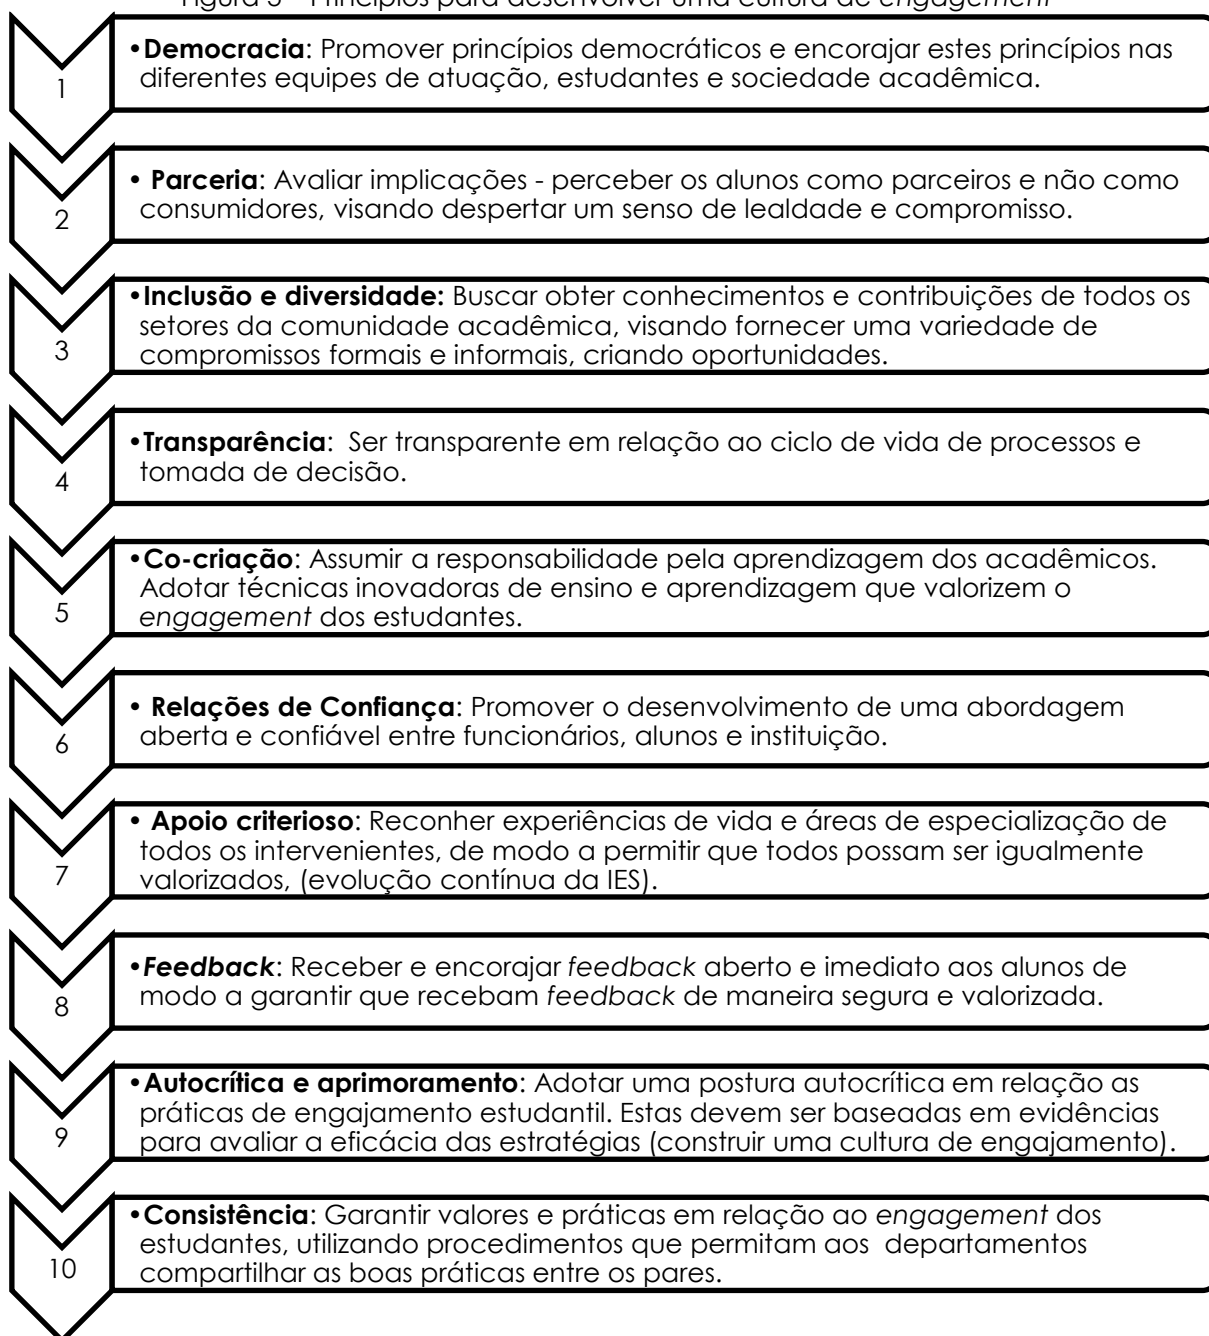 Figura 3 – Princípios para desenvolver uma cultura de engagement
1
•Democracia: Promover princípios democráticos e encorajar estes princípios nas
diferentes equipes de atuação, estudantes e sociedade acadêmica.
2
• Parceria: Avaliar implicações - perceber os alunos como parceiros e não como
consumidores, visando despertar um senso de lealdade e compromisso.
3
•Inclusão e diversidade: Buscar obter conhecimentos e contribuições de todos os
setores da comunidade acadêmica, visando fornecer uma variedade de
compromissos formais e informais, criando oportunidades.
4
•Transparência: Ser transparente em relação ao ciclo de vida de processos e
tomada de decisão.
5
•Co-criação: Assumir a responsabilidade pela aprendizagem dos acadêmicos.
Adotar técnicas inovadoras de ensino e aprendizagem que valorizem o
engagement dos estudantes.
6
• Relações de Confiança: Promover o desenvolvimento de uma abordagem
aberta e confiável entre funcionários, alunos e instituição.
7
• Apoio criterioso: Reconher experiências de vida e áreas de especialização de
todos os intervenientes, de modo a permitir que todos possam ser igualmente
valorizados, (evolução contínua da IES).
8
•Feedback: Receber e encorajar feedback aberto e imediato aos alunos de
modo a garantir que recebam feedback de maneira segura e valorizada.
9
•Autocrítica e aprimoramento: Adotar uma postura autocrítica em relação as
práticas de engajamento estudantil. Estas devem ser baseadas em evidências
para avaliar a eficácia das estratégias (construir uma cultura de engajamento).
10
•Consistência: Garantir valores e práticas em relação ao engagement dos
estudantes, utilizando procedimentos que permitam aos departamentos
compartilhar as boas práticas entre os pares.